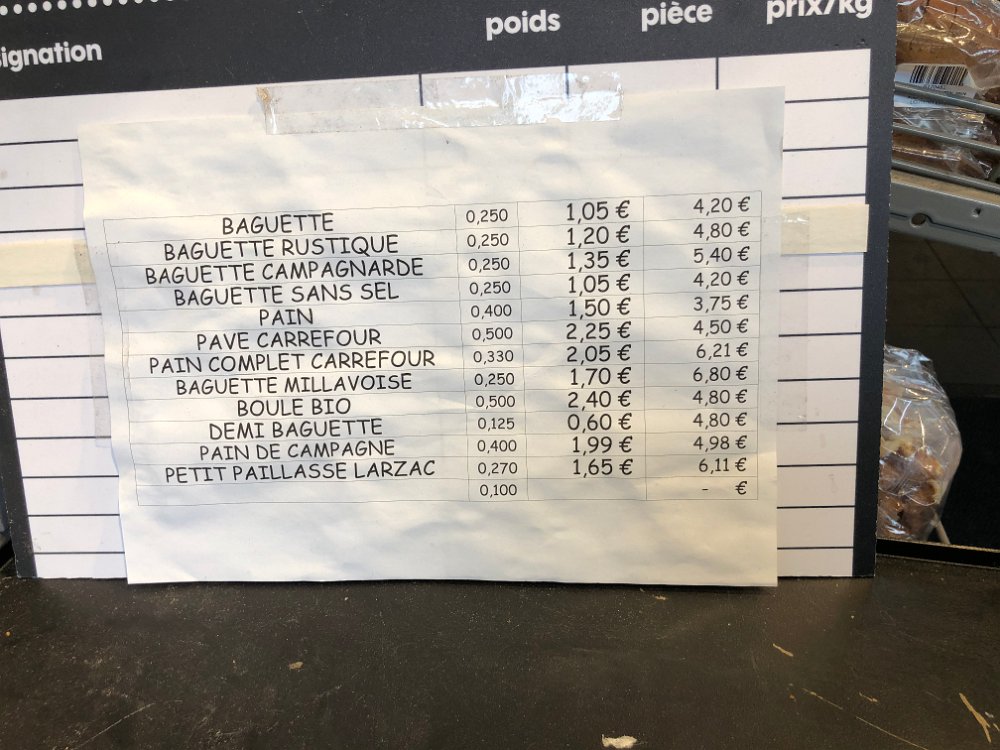 signation poids pièce prix/kg
BAGUETTE 0,250 1,05 € 4,20 €
BAGUETTE RUSTIQUE 0,250 1,20 € 4,80 €
BAGUETTE CAMPAGNARDE 0,250 1,35 € 5,40 €
BAGUETTE SANS SEL 0,250 1,05 € 4,20 €
PAIN 0,400 1,50 € 3,75 €
PAVE CARREFOUR 0,500 2,25 € 4,50 €
PAIN COMPLET CARREFOUR 0,330 2,05 € 6,21 €
BAGUETTE MILLAVOISE 0,250 1,70 € 6,80 €
BOULE BIO 0,500 2,40 € 4,80 €
DEMI BAGUETTE 0,125 0,60 € 4,80 €
PAIN DE CAMPAGNE 0,400 1,99 € 4,98 €
PETIT PAILLASSE LARZAC 0,270 1,65 € 6,11 €
0,100 - €